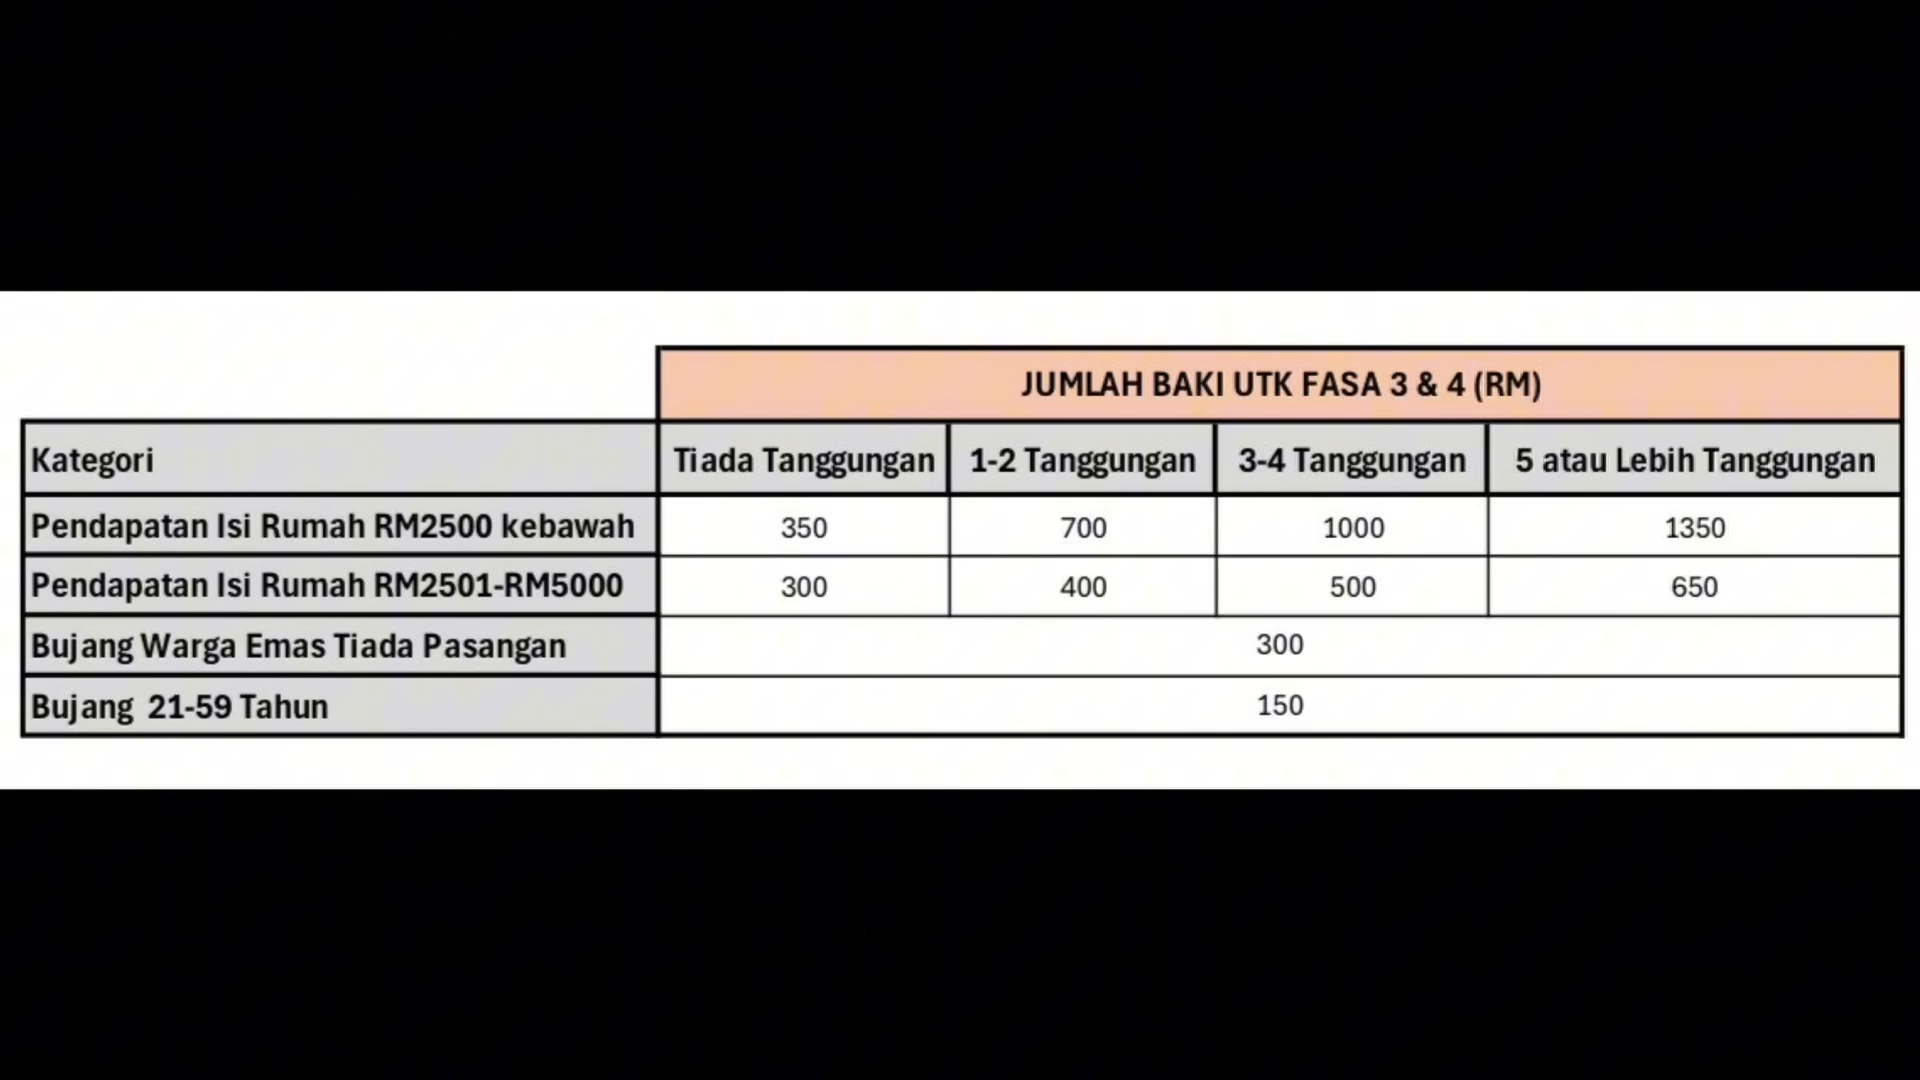 JUMLAH BAKI UTK FASA 3 & 4 (RM)
Kategori Tiada Tanggungan 1-2 Tanggungan 3-4 Tanggungan 5 atau Lebih Tanggungan
Pendapatan Isi Rumah RM2500 kebawah 350 700 1000 1350
Pendapatan Isi Rumah RM2501-RM5000 300 400 500 650
Bujang Warga Emas Tiada Pasangan 300
Bujang 21-59 Tahun 150